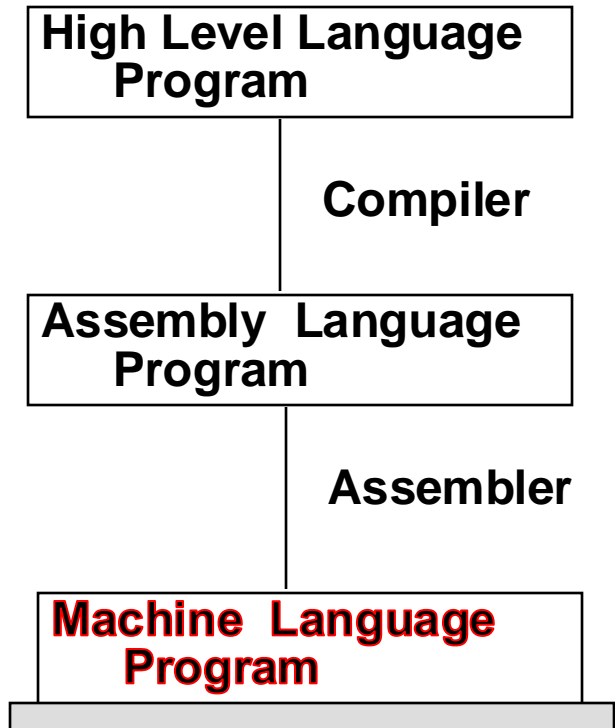 High Level Language
Program
Compiler
Assembly Language
Program
Assembler
Machine Language
Program